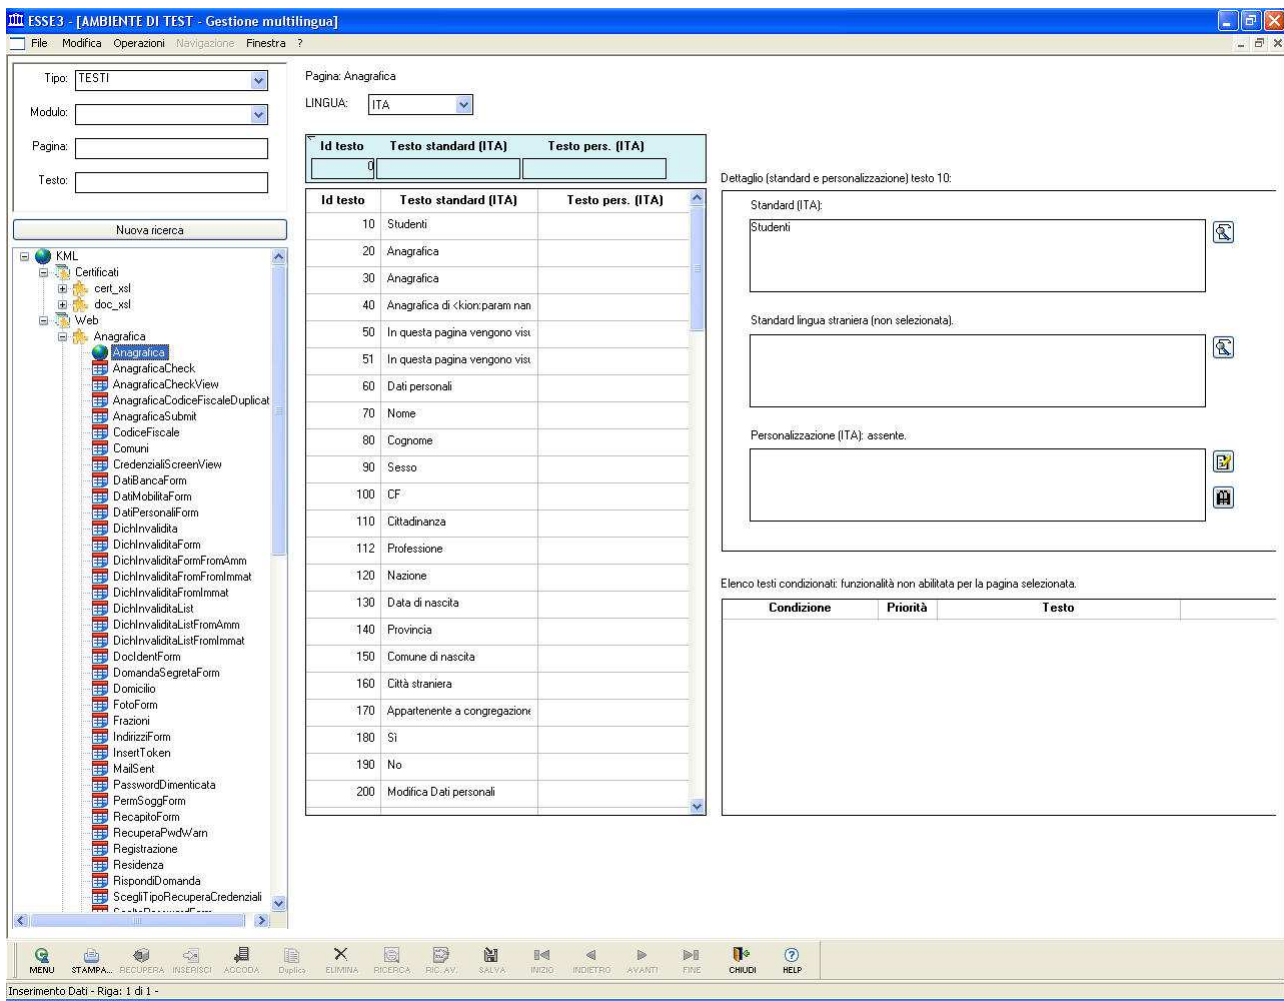 ESSE3 - [AMBIENTE DI TEST - Gestione multilingua]
File Modifica Operazioni Navigazione Finestra ?
Tipo: TESTI
Modulo:
Pagina:
Testo:
Nuova ricerca
KML
Certificati
cert_xsl
doc_xsl
Web
Anagrafica
Anagrafica
AnagraficaCheck
AnagraficaCheckView
AnagraficaCodiceFiscaleDuplicat
AnagraficaSubmit
CodiceFiscale
Comuni
CredenzialiScreenView
DatiBancaForm
DatiMobilitaForm
DatiPersonaliForm
DichInvalidita
DichInvaliditaForm
DichInvaliditaFormFromAmm
DichInvaliditaFromFromImmat
DichInvaliditaFromImmat
DichInvaliditaList
DichInvaliditaListFromAmm
DichInvaliditaListFromImmat
DocIdentForm
DomandaSegretaForm
Domicilio
FotoForm
Frazioni
IndirizziForm
InsertToken
MailSent
PasswordDimenticata
PermSoggForm
RecapitoForm
RecuperaPwdWarn
Registrazione
Residenza
RispondiDomanda
ScegliTipoRecuperaCredenziali
Pagina: Anagrafica
LINGUA: ITA
Id testo Testo standard (ITA) Testo pers. (ITA)
0
Id testo Testo standard (ITA) Testo pers. (ITA)
10 Studenti
20 Anagrafica
30 Anagrafica
40 Anagrafica di <kion:param nam
50 In questa pagina vengono visu
51 In questa pagina vengono visu
60 Dati personali
70 Nome
80 Cognome
90 Sesso
100 CF
110 Cittadinanza
112 Professione
120 Nazione
130 Data di nascita
140 Provincia
150 Comune di nascita
160 Città straniera
170 Appartenente a congregazione
180 Sì
190 No
200 Modifica Dati personali
Dettaglio (standard e personalizzazione) testo 10:
Standard (ITA):
Studenti
Standard lingua straniera (non selezionata).
Personalizzazione (ITA): assente.
Elenco testi condizionati: funzionalità non abilitata per la pagina selezionata.
Condizione Priorità Testo
MENU STAMPA... RECUPERA INSERISCI ACCODA Duplica ELIMINA RICERCA RIC. AV. SALVA INIZIO INDIETRO AVANTI FINE CHIUDI HELP
Inserimento Dati - Riga: 1 di 1 -